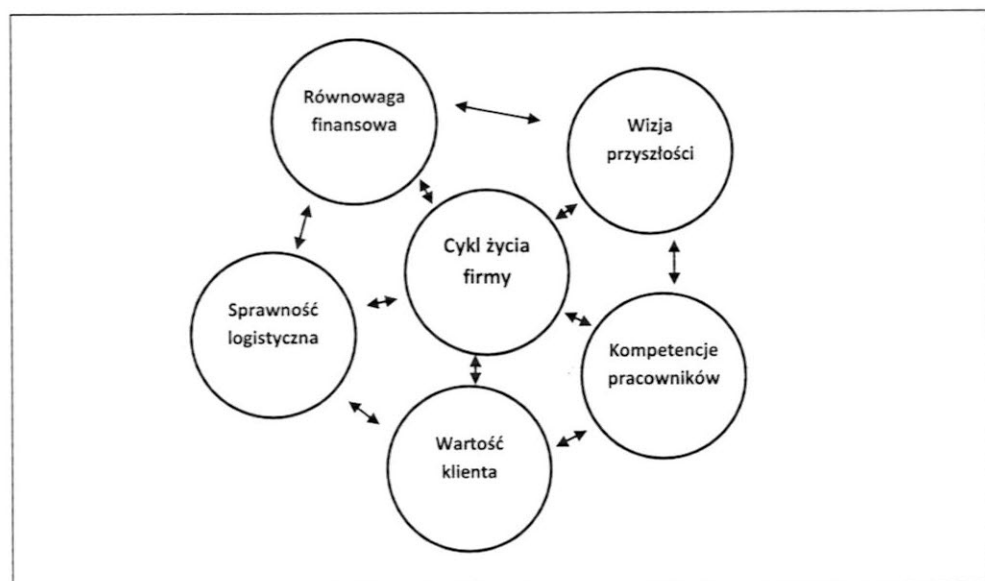 Równowaga
finansowa
Wizja
przyszłości
Cykl życia
firmy
Sprawność
logistyczna
Kompetencje
pracowników
Wartość
klienta